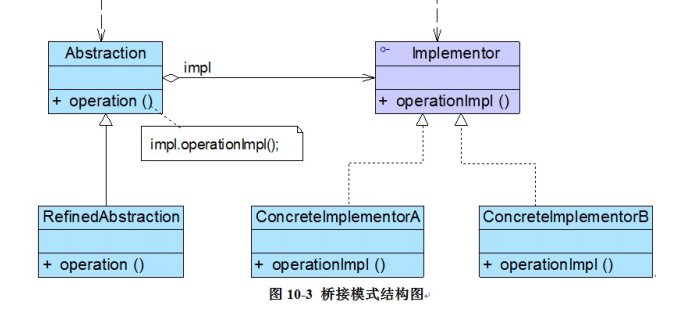 Abstraction
Implementor
impl
+ operation ()
+ operationImpl ()
impl.operationImpl();
RefinedAbstraction
ConcreteImplementorA
ConcreteImplementorB
+ operation ()
+ operationImpl ()
+ operationImpl ()
图 10-3 桥接模式结构图